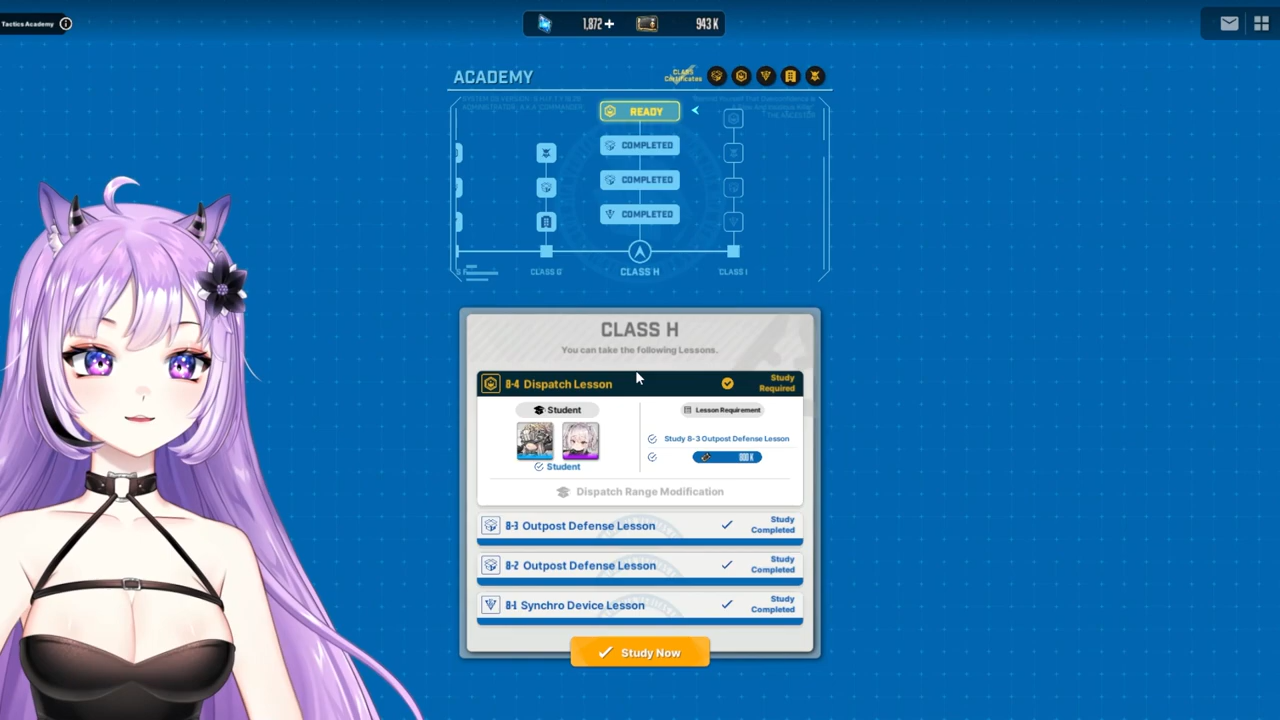 Tactics Academy
1,872 +
943 K
ACADEMY
CLASS
Certificates
READY
COMPLETED
COMPLETED
COMPLETED
CLASS G
CLASS H
CLASS I
CLASS H
You can take the following Lessons.
8-4 Dispatch Lesson
Study Required
Student
Lesson Requirement
Study 8-3 Outpost Defense Lesson
800 K
Student
Dispatch Range Modification
8-3 Outpost Defense Lesson
Study Completed
8-2 Outpost Defense Lesson
Study Completed
8-1 Synchro Device Lesson
Study Completed
Study Now